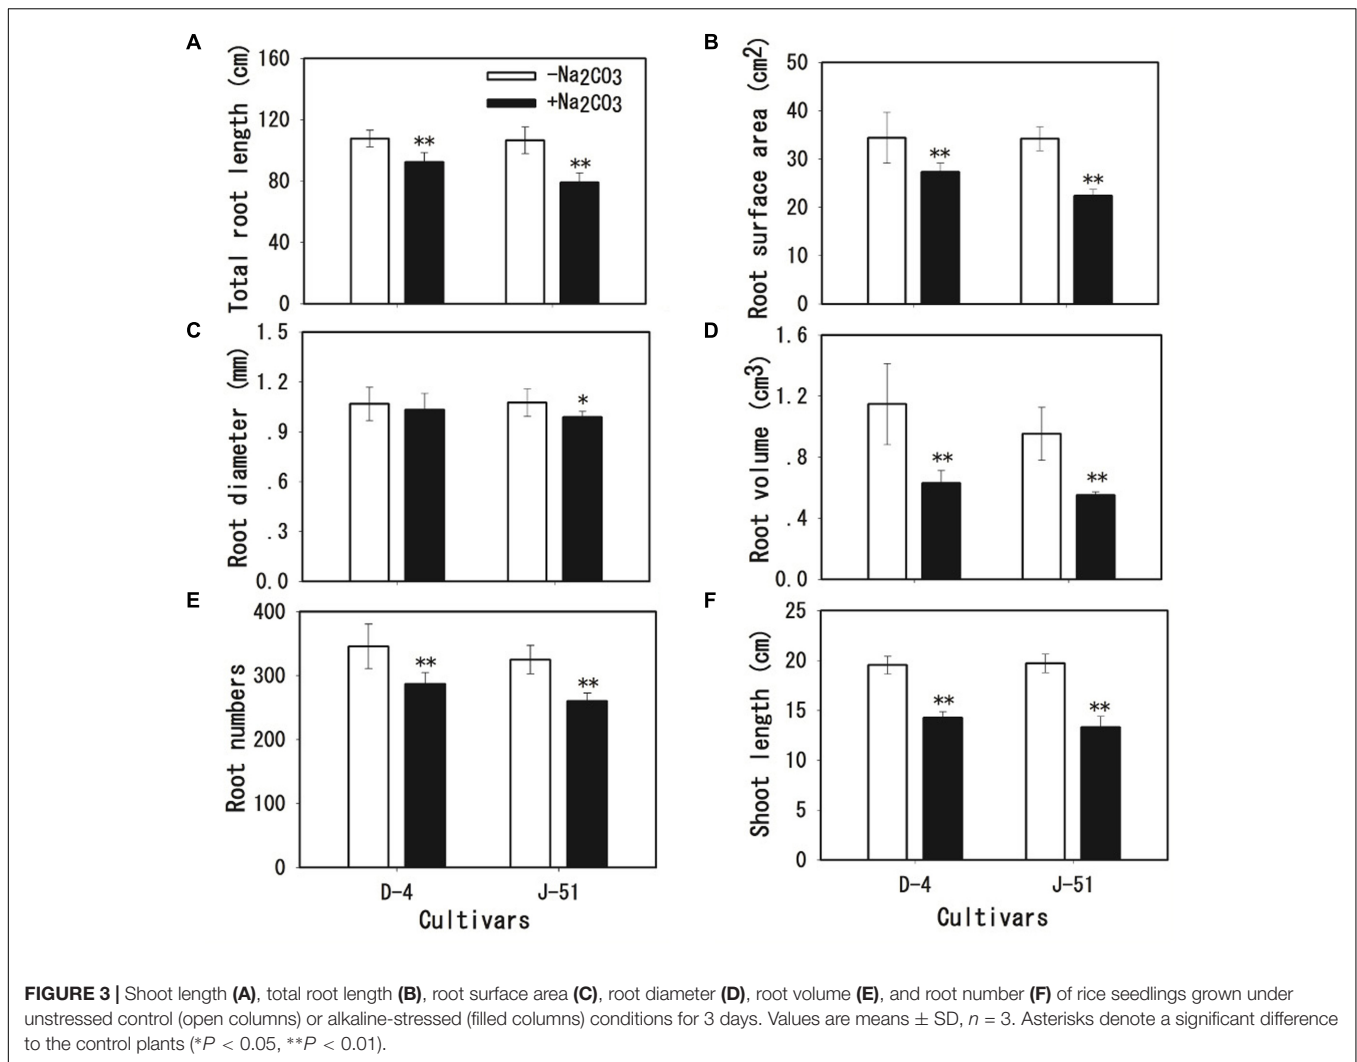 A
Total root length (cm)
160
120
80
40
0
-Na2CO3
+Na2CO3
**
**
B
Root surface area (cm2)
50
40
30
20
10
0
**
**
C
Root diameter (mm)
1.5
1.2
.9
.6
.3
0.0
*
D
Root volume (cm3)
1.6
1.2
.8
.4
0.0
**
**
E
Root numbers
400
300
200
100
0
**
**
D-4
J-51
Cultivars
F
Shoot length (cm)
25
20
15
10
5
0
**
**
D-4
J-51
Cultivars
FIGURE 3 | Shoot length (A), total root length (B), root surface area (C), root diameter (D), root volume (E), and root number (F) of rice seedlings grown under
unstressed control (open columns) or alkaline-stressed (filled columns) conditions for 3 days. Values are means ± SD, n = 3. Asterisks denote a significant difference
to the control plants (*P < 0.05, **P < 0.01).